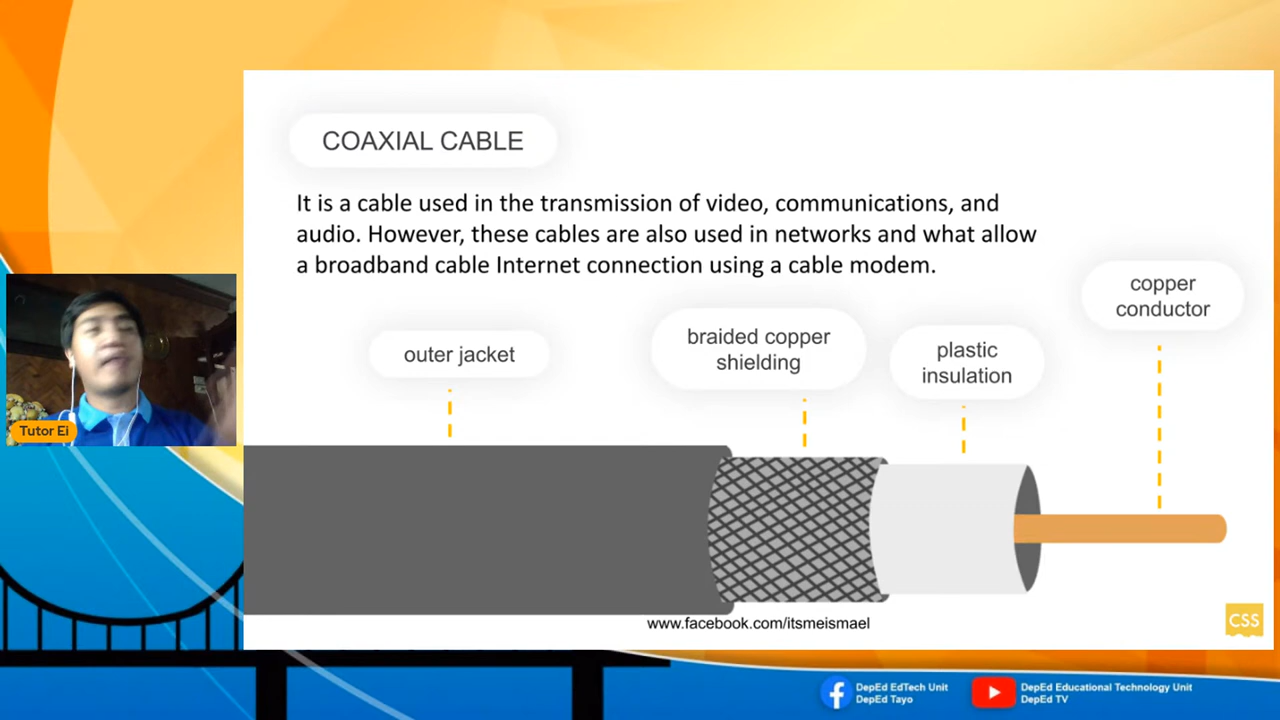 COAXIAL CABLE
It is a cable used in the transmission of video, communications, and
audio. However, these cables are also used in networks and what allow
a broadband cable Internet connection using a cable modem.
copper
conductor
outer jacket
braided copper
shielding
plastic
insulation
Tutor Ei
www.facebook.com/itsmeismael
CSS
DepEd EdTech Unit
DepEd Tayo
DepEd Educational Technology Unit
DepEd TV